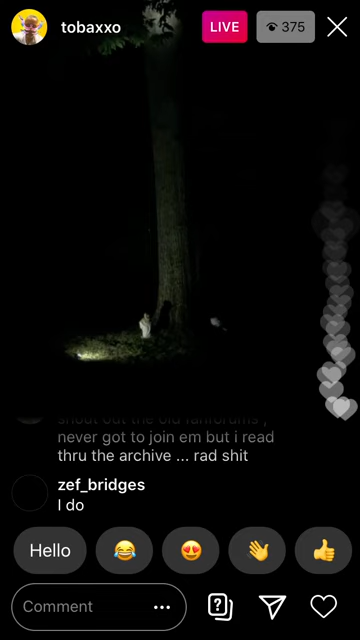 tobaxxo
LIVE
375
shout out the old fanforums ,
never got to join em but i read
thru the archive ... rad shit
zef_bridges
I do
Hello
Comment